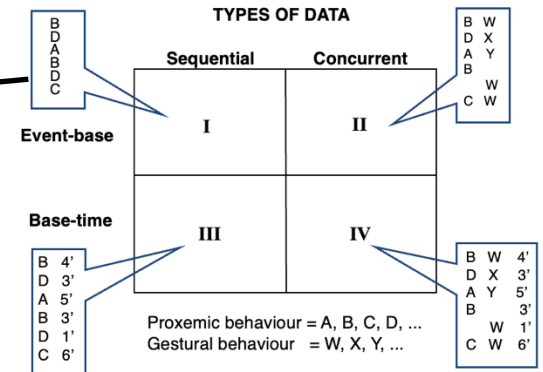 TYPES OF DATA
B
D
A
B
D
C
Sequential Concurrent
B W
D X
A Y
B
W
C W
Event-base
I
II
Base-time
III
IV
B 4’
D 3’
A 5’
B 3’
D 1’
C 6’
B W 4’
D X 3’
A Y 5’
B 3’
W 1’
C W 6’
Proxemic behaviour = A, B, C, D, ...
Gestural behaviour = W, X, Y, ...